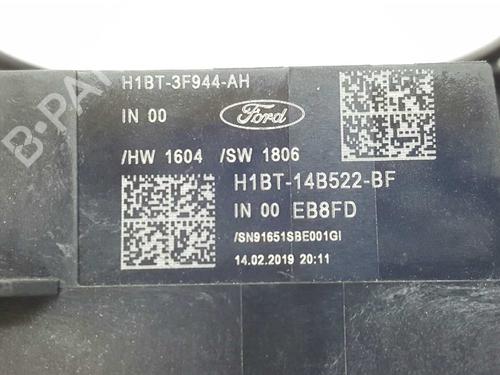 H1BT-3F944-AH
IN 00
Ford
/HW 1604 /SW 1806
H1BT-14B522-BF
IN 00 EB8FD
/SN91651SBE001GI
14.02.2019 20:11
B-PARTS